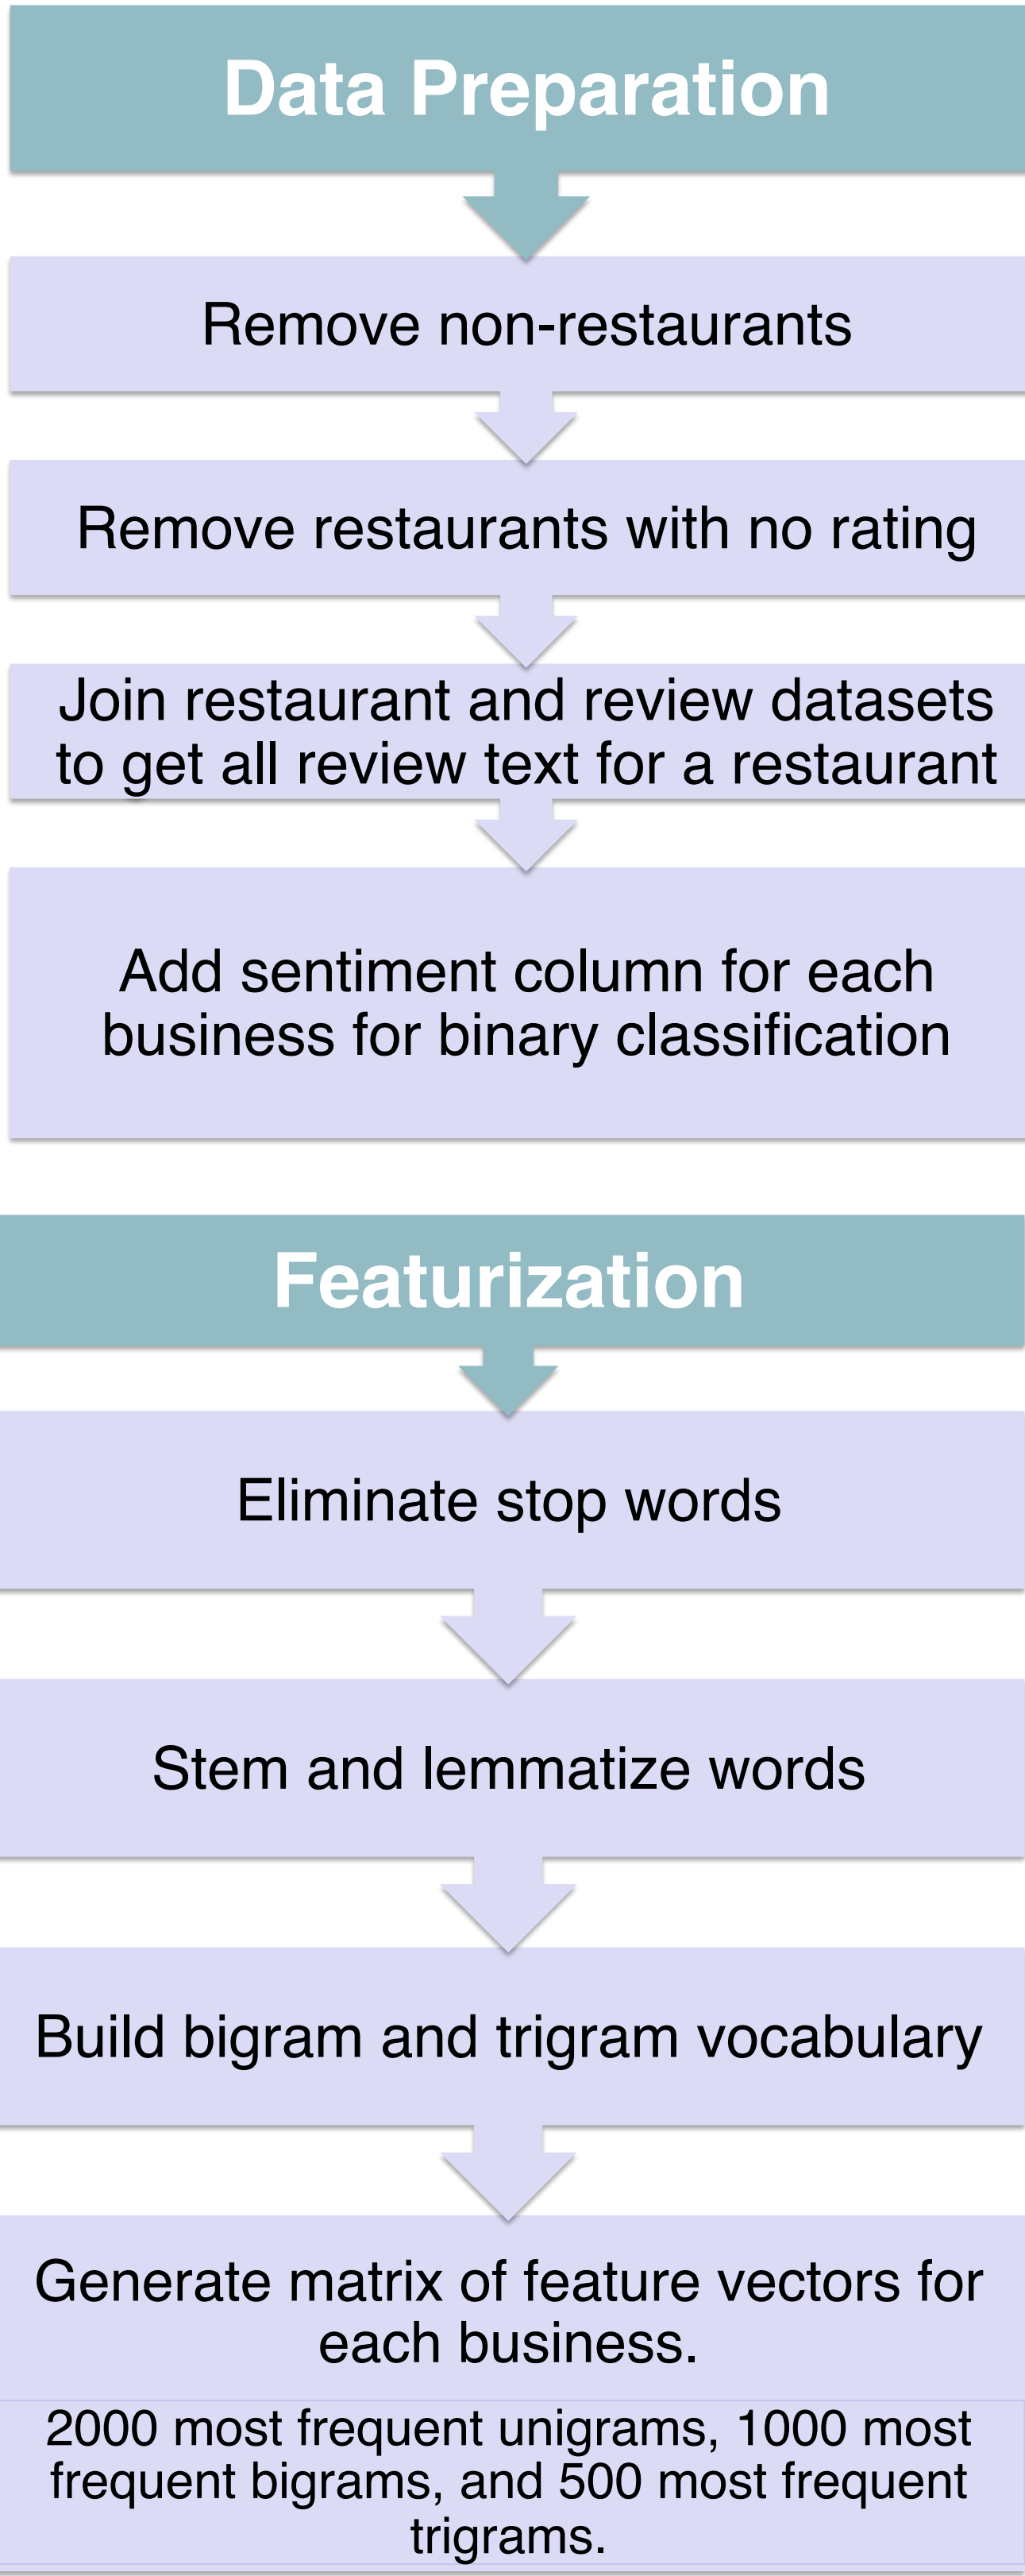 Data Preparation
Remove non-restaurants
Remove restaurants with no rating
Join restaurant and review datasets
to get all review text for a restaurant
Add sentiment column for each
business for binary classification
Featurization
Eliminate stop words
Stem and lemmatize words
Build bigram and trigram vocabulary
Generate matrix of feature vectors for
each business.
2000 most frequent unigrams, 1000 most
frequent bigrams, and 500 most frequent
trigrams.